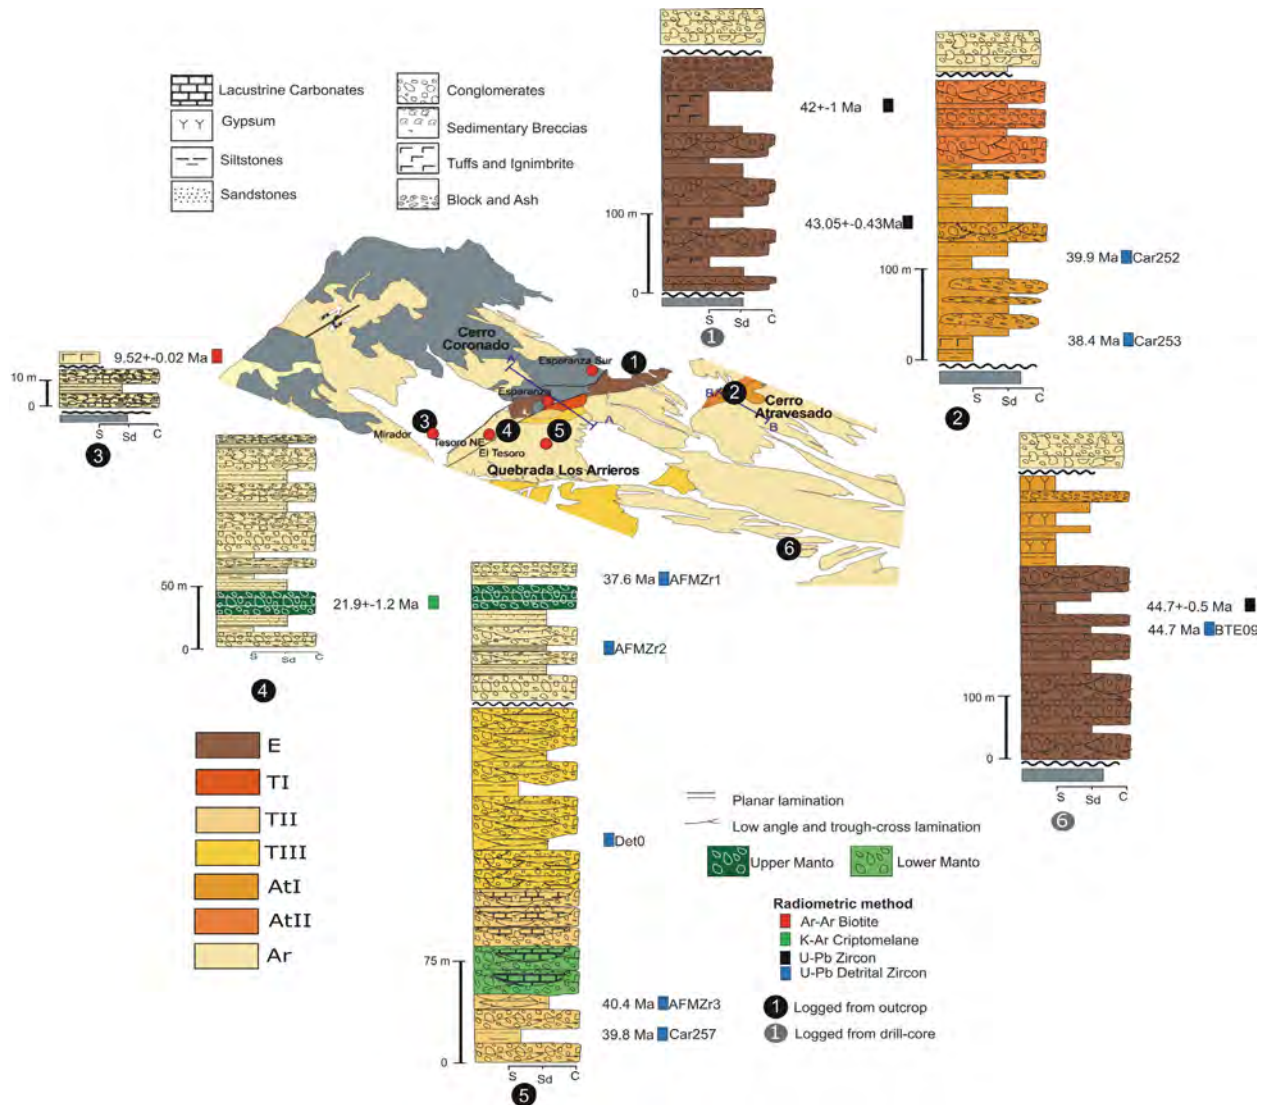 Lacustrine Carbonates
Gypsum
Siltstones
Sandstones
Conglomerates
Sedimentary Breccias
Tuffs and Ignimbrite
Block and Ash
100 m
0
42+-1 Ma
43.05+-0.43Ma
S Sd C
1
100 m
0
39.9 Ma Car252
38.4 Ma Car253
S Sd C
2
Cerro
Coronado
A
Esperanza Sur
1
Esperanza
A
B
2
Cerro
Atravesado
B
Mirador
3
Tesoro NE
4
El Tesoro
5
Quebrada Los Arrieros
6
9.52+-0.02 Ma
10 m
0
S Sd C
3
50 m
0
21.9+-1.2 Ma
S Sd C
4
37.6 Ma AFMZr1
AFMZr2
Det0
75 m
40.4 Ma AFMZr3
39.8 Ma Car257
0
S Sd C
5
44.7+-0.5 Ma
44.7 Ma BTE09
100 m
0
S Sd C
6
E
TI
TII
TIII
AtI
AtII
Ar
Planar lamination
Low angle and trough-cross lamination
Upper Manto
Lower Manto
Radiometric method
Ar-Ar Biotite
K-Ar Criptomelane
U-Pb Zircon
U-Pb Detrital Zircon
1 Logged from outcrop
1 Logged from drill-core